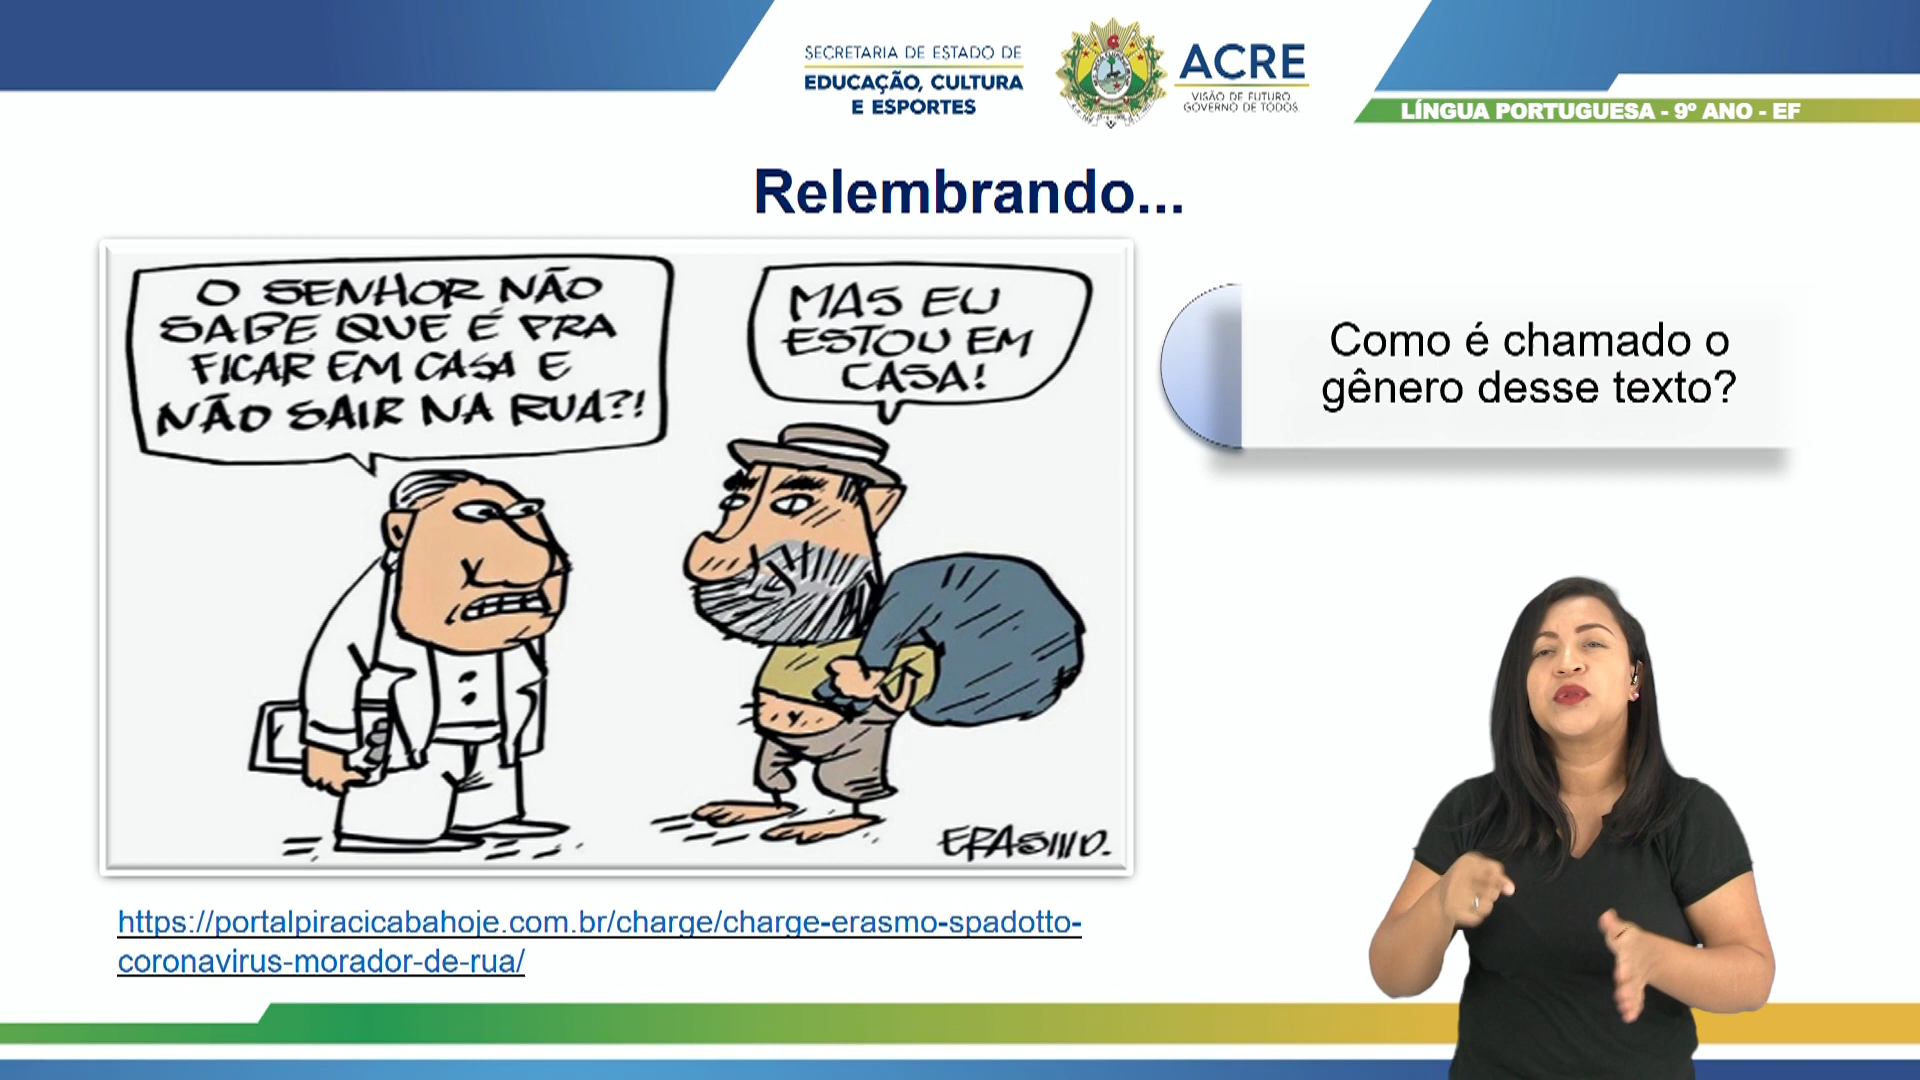 SECRETARIA DE ESTADO DE
EDUCAÇÃO, CULTURA
E ESPORTES
ACRE
VISÃO DE FUTURO
GOVERNO DE TODOS
LÍNGUA PORTUGUESA - 9º ANO - EF
Relembrando...
O SENHOR NÃO
SABE QUE É PRA
FICAR EM CASA E
NÃO SAIR NA RUA?!
MAS EU
ESTOU EM
CASA!
ERASMO.
Como é chamado o
gênero desse texto?
https://portalpiracicabahoje.com.br/charge/charge-erasmo-spadotto-
coronavirus-morador-de-rua/